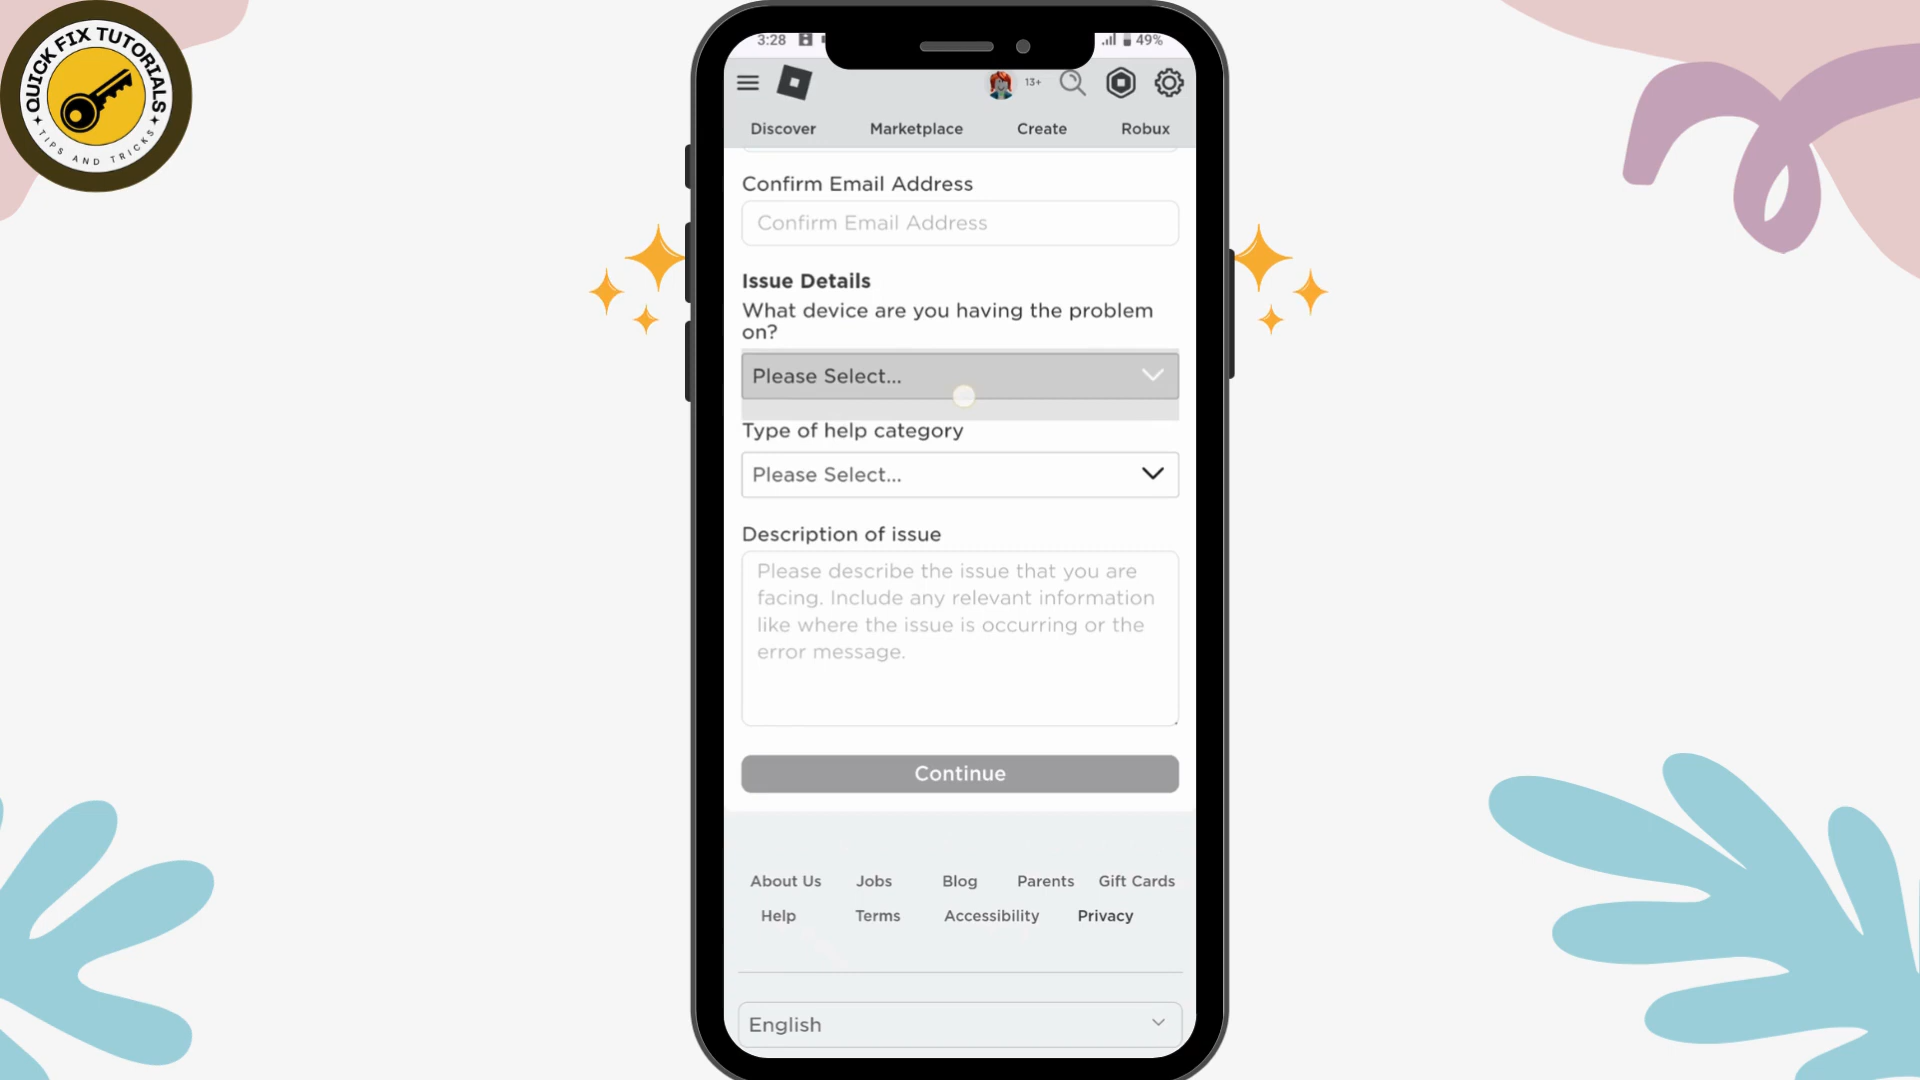 QUICK FIX TUTORIALS
TIPS AND TRICKS
3:28
49%
13+
Discover Marketplace Create Robux
Confirm Email Address
Confirm Email Address
Issue Details
What device are you having the problem
on?
Please Select...
Type of help category
Please Select...
Description of issue
Please describe the issue that you are
facing. Include any relevant information
like where the issue is occurring or the
error message.
Continue
About Us Jobs Blog Parents Gift Cards
Help Terms Accessibility Privacy
English